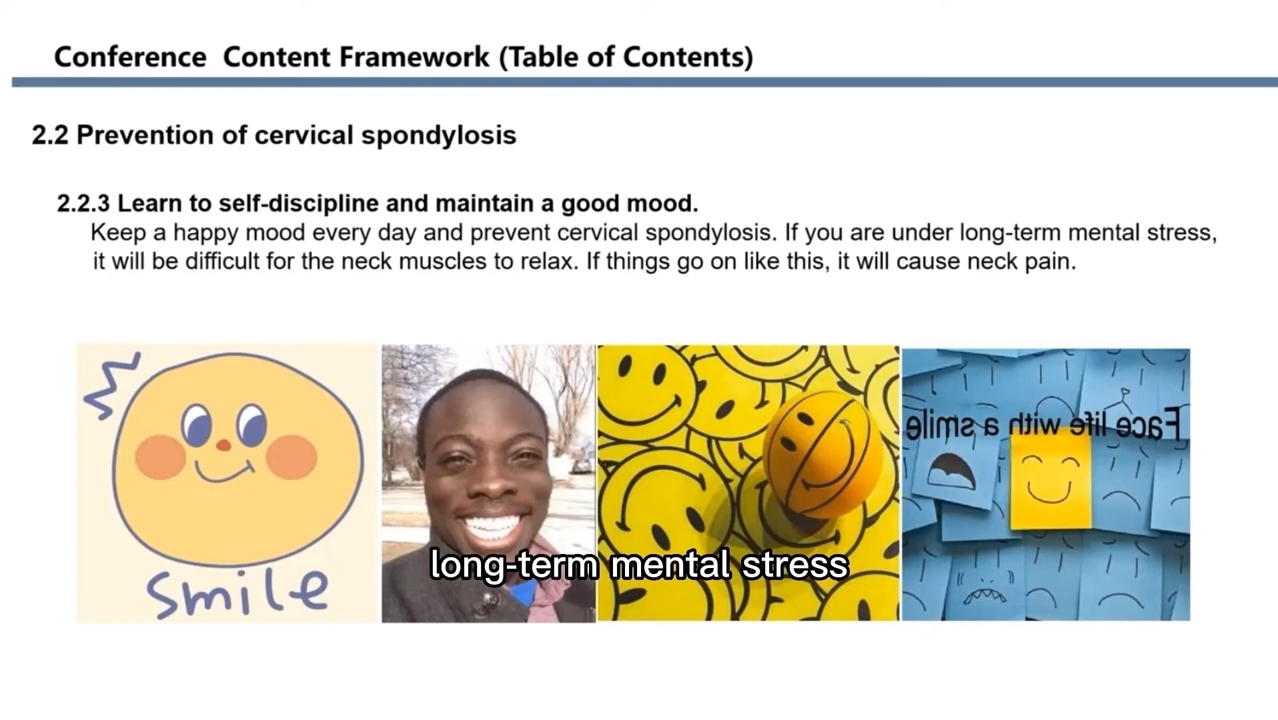 Conference Content Framework (Table of Contents)
2.2 Prevention of cervical spondylosis
2.2.3 Learn to self-discipline and maintain a good mood.
Keep a happy mood every day and prevent cervical spondylosis. If you are under long-term mental stress,
it will be difficult for the neck muscles to relax. If things go on like this, it will cause neck pain.
Face life with a smile
long-term mental stress
smile